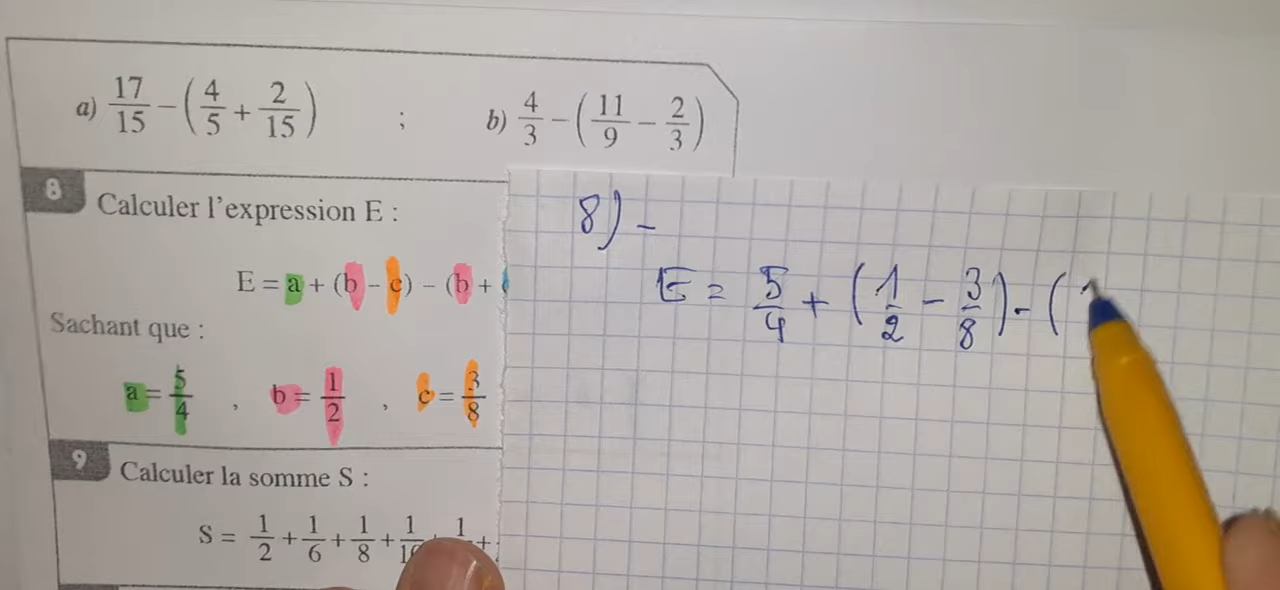 a) 17/15 − (4/5 + 2/15) ; b) 4/3 − (11/9 − 2/3)
8 Calculer l'expression E :
8) -
E = a + (b − c) − (b +
E = 5/4 + (1/2 − 3/8) - (1
Sachant que :
a = 5/4 , b = 1/2 , c = 3/8
9 Calculer la somme S :
S = 1/2 + 1/6 + 1/8 +